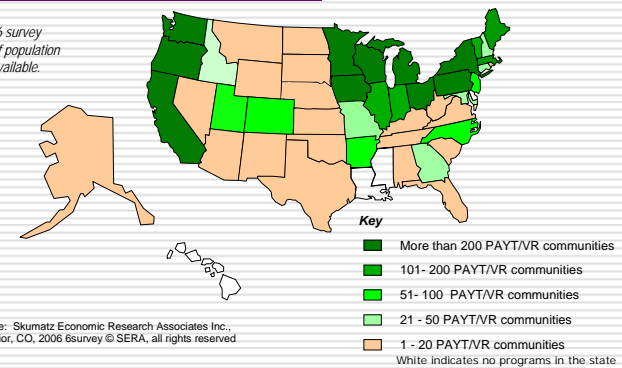 survey
population
vailable.
Key
More than 200 PAYT/VR communities
101- 200 PAYT/VR communities
51- 100 PAYT/VR communities
21 - 50 PAYT/VR communities
1 - 20 PAYT/VR communities
White indicates no programs in the state
e: Skumatz Economic Research Associates Inc.,
ior, CO, 2006 6survey © SERA, all rights reserved